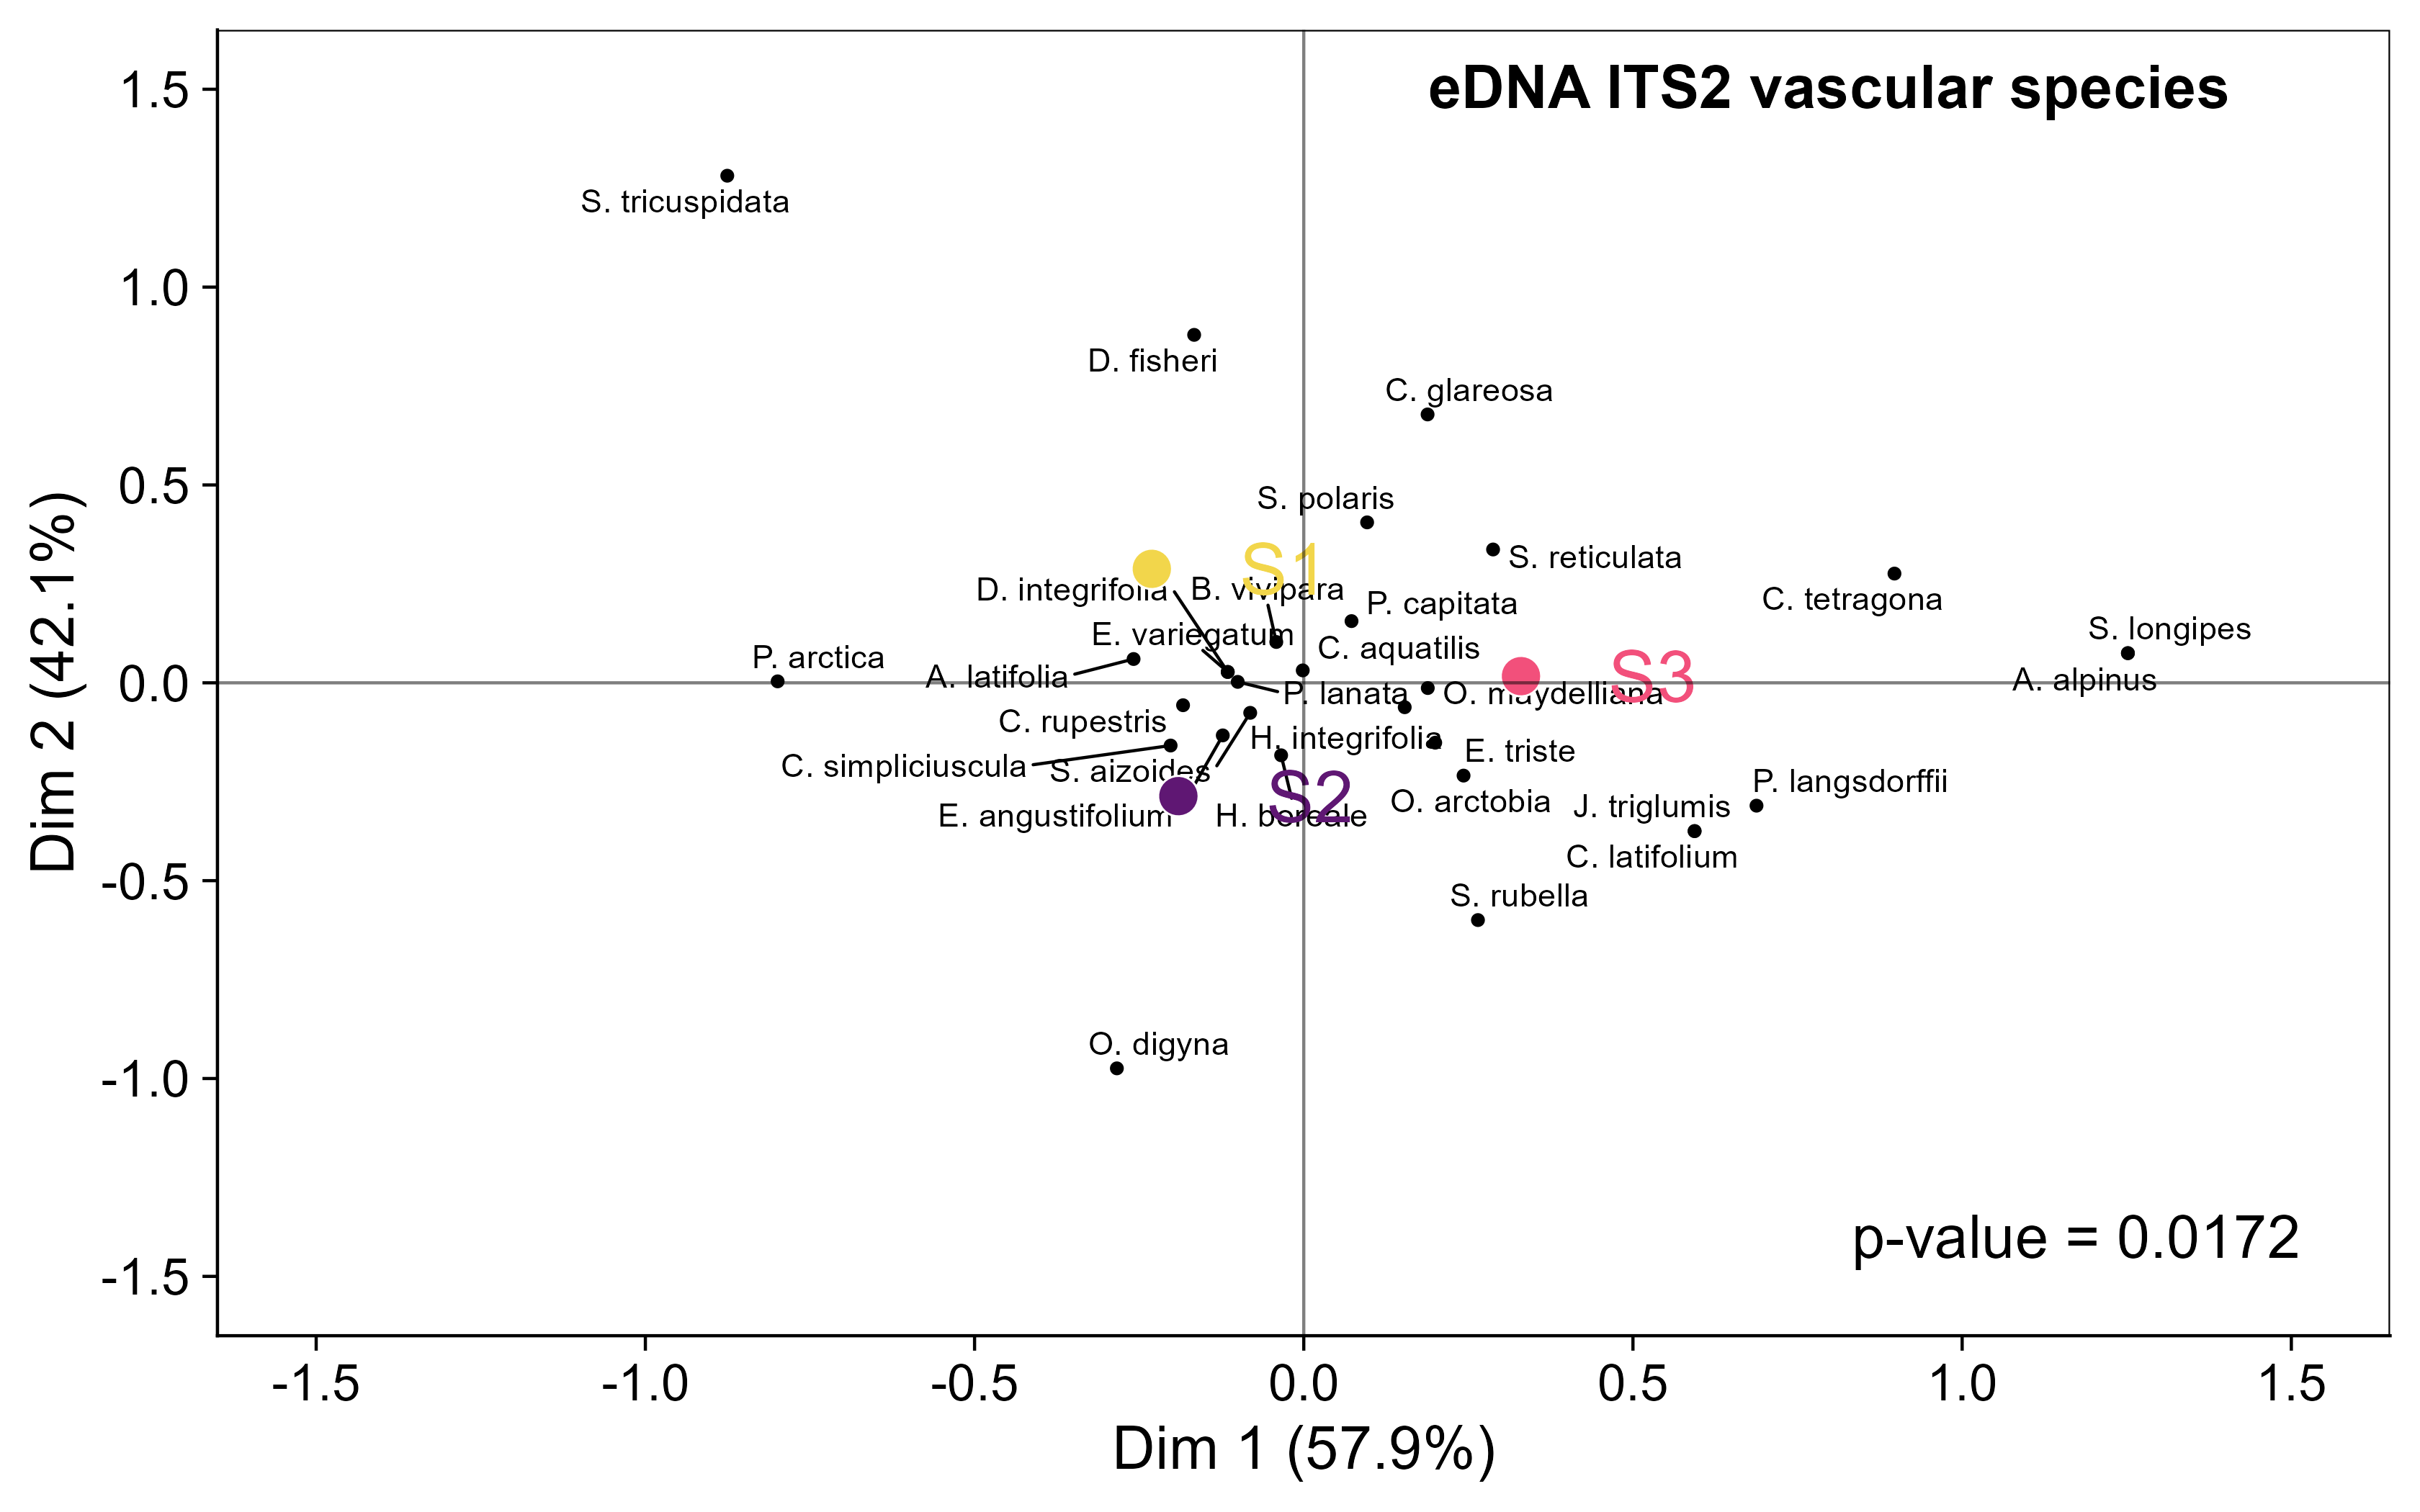 eDNA ITS2 vascular species
1.5
S. tricuspidata
1.0
D. fisheri
C. glareosa
0.5
S. polaris
S. reticulata
S1
D. integrifolia
B. vivipara
P. capitata
C. tetragona
E. variegatum
S. longipes
C. aquatilis
P. arctica
A. latifolia
0.0
S3
A. alpinus
P. lanata
O. maydelliana
C. rupestris
H. integrifolia
E. triste
C. simpliciuscula
S. aizoides
P. langsdorffii
S2
O. arctobia
J. triglumis
E. angustifolium
H. boreale
C. latifolium
-0.5
S. rubella
O. digyna
-1.0
p-value = 0.0172
-1.5
Dim 2 (42.1%)
-1.5 -1.0 -0.5 0.0 0.5 1.0 1.5
Dim 1 (57.9%)